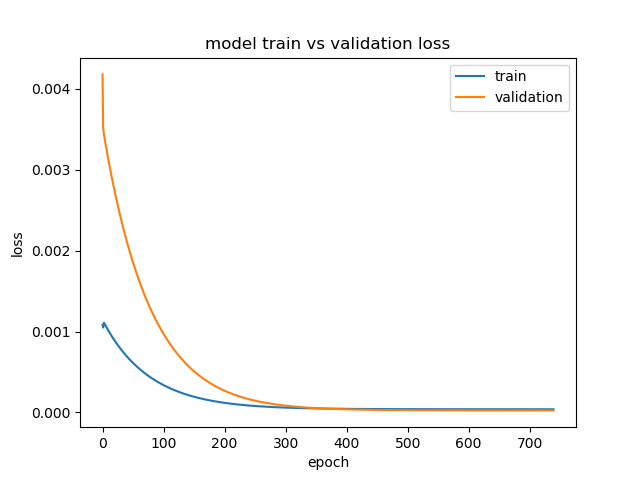 model train vs validation loss
train
validation
loss
0.004
0.003
0.002
0.001
0.000
0 100 200 300 400 500 600 700
epoch